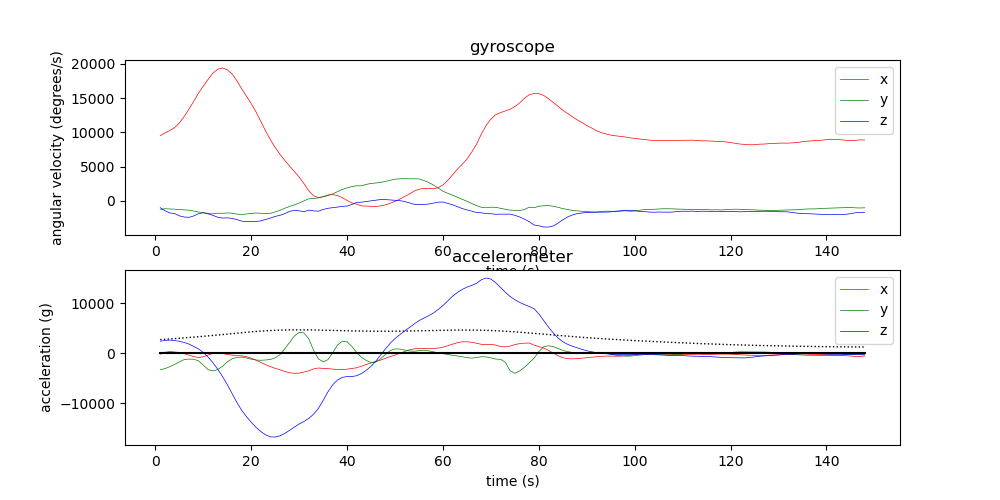 gyroscope
angular velocity (degrees/s)
20000
15000
10000
5000
0
x
y
z
0 20 40 60 80 100 120 140
time (s)
accelerometer
acceleration (g)
10000
0
−10000
x
y
z
0 20 40 60 80 100 120 140
time (s)